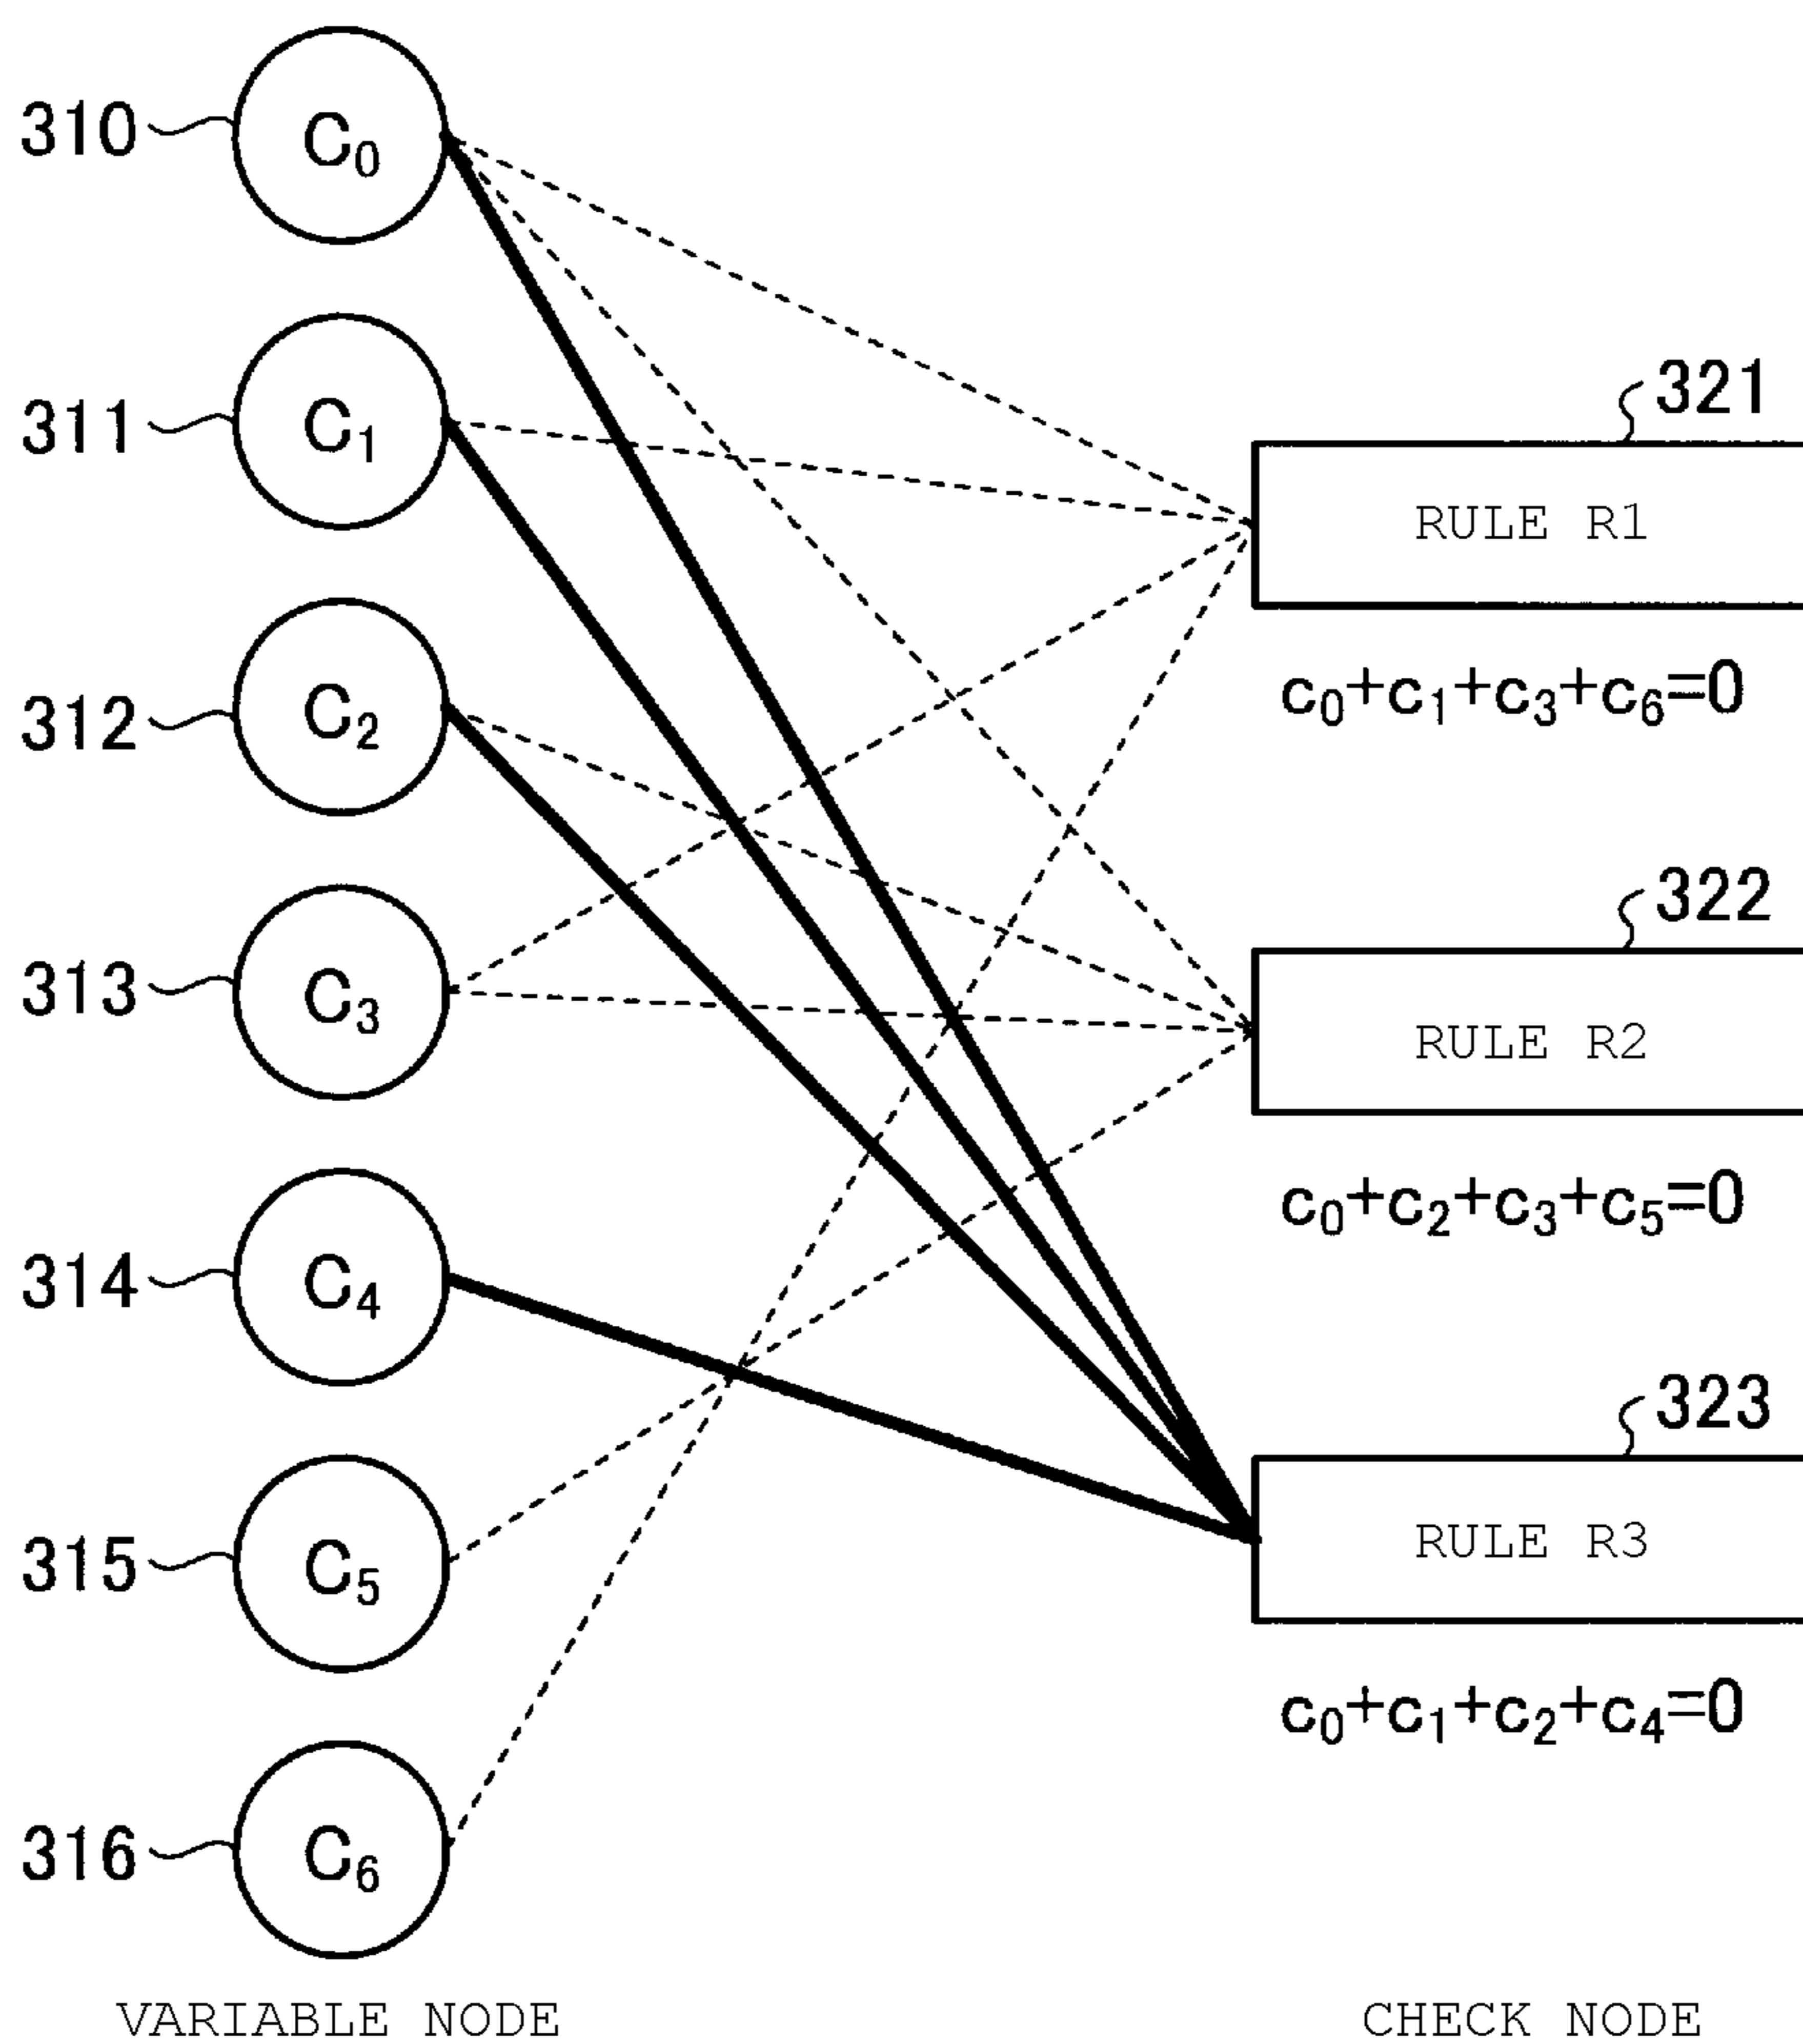 310
C₀
311
C₁
321
RULE R1
c₀+c₁+c₃+c₆=0
312
C₂
322
313
C₃
RULE R2
c₀+c₂+c₃+c₅=0
314
C₄
323
315
C₅
RULE R3
c₀+c₁+c₂+c₄=0
316
C₆
VARIABLE NODE
CHECK NODE